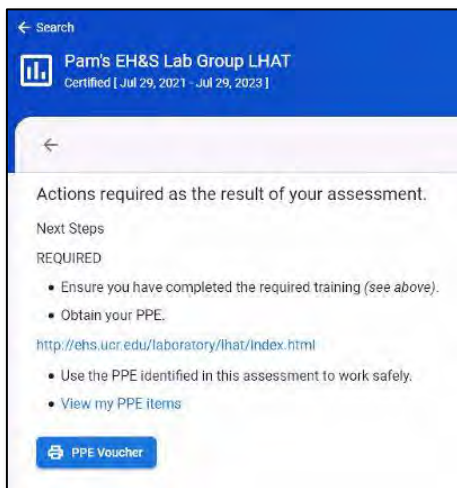 ← Search
Pam's EH&S Lab Group LHAT
Certified [ Jul 29, 2021 - Jul 29, 2023 ]
←
Actions required as the result of your assessment.
Next Steps
REQUIRED
• Ensure you have completed the required training (see above).
• Obtain your PPE.
http://ehs.ucr.edu/laboratory/lhat/index.html
• Use the PPE identified in this assessment to work safely.
• View my PPE items
PPE Voucher